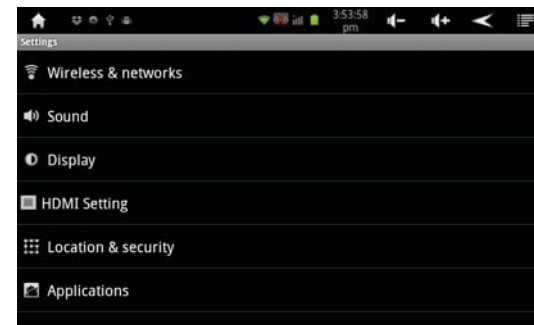 3:53:58
pm
Settings
Wireless & networks
Sound
Display
HDMI Setting
Location & security
Applications